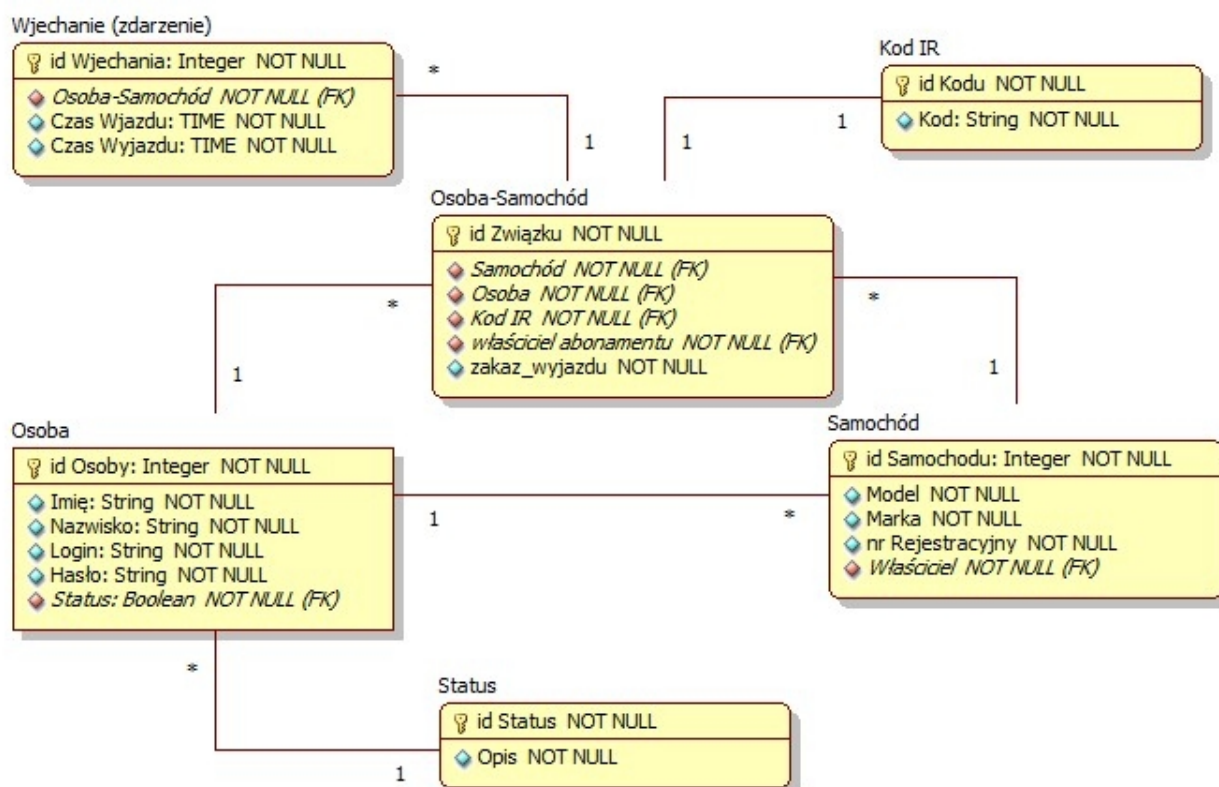 Wjechanie (zdarzenie)
id Wjechania: Integer NOT NULL
Osoba-Samochód NOT NULL (FK)
Czas Wjazdu: TIME NOT NULL
Czas Wyjazdu: TIME NOT NULL
*
1
Kod IR
id Kodu NOT NULL
Kod: String NOT NULL
1
1
Osoba-Samochód
id Związku NOT NULL
Samochód NOT NULL (FK)
Osoba NOT NULL (FK)
Kod IR NOT NULL (FK)
właściciel abonamentu NOT NULL (FK)
zakaz_wyjazdu NOT NULL
*
1
*
1
Osoba
id Osoby: Integer NOT NULL
Imię: String NOT NULL
Nazwisko: String NOT NULL
Login: String NOT NULL
Hasło: String NOT NULL
Status: Boolean NOT NULL (FK)
1
*
Samochód
id Samochodu: Integer NOT NULL
Model NOT NULL
Marka NOT NULL
nr Rejestracyjny NOT NULL
Właściciel NOT NULL (FK)
*
1
Status
id Status NOT NULL
Opis NOT NULL